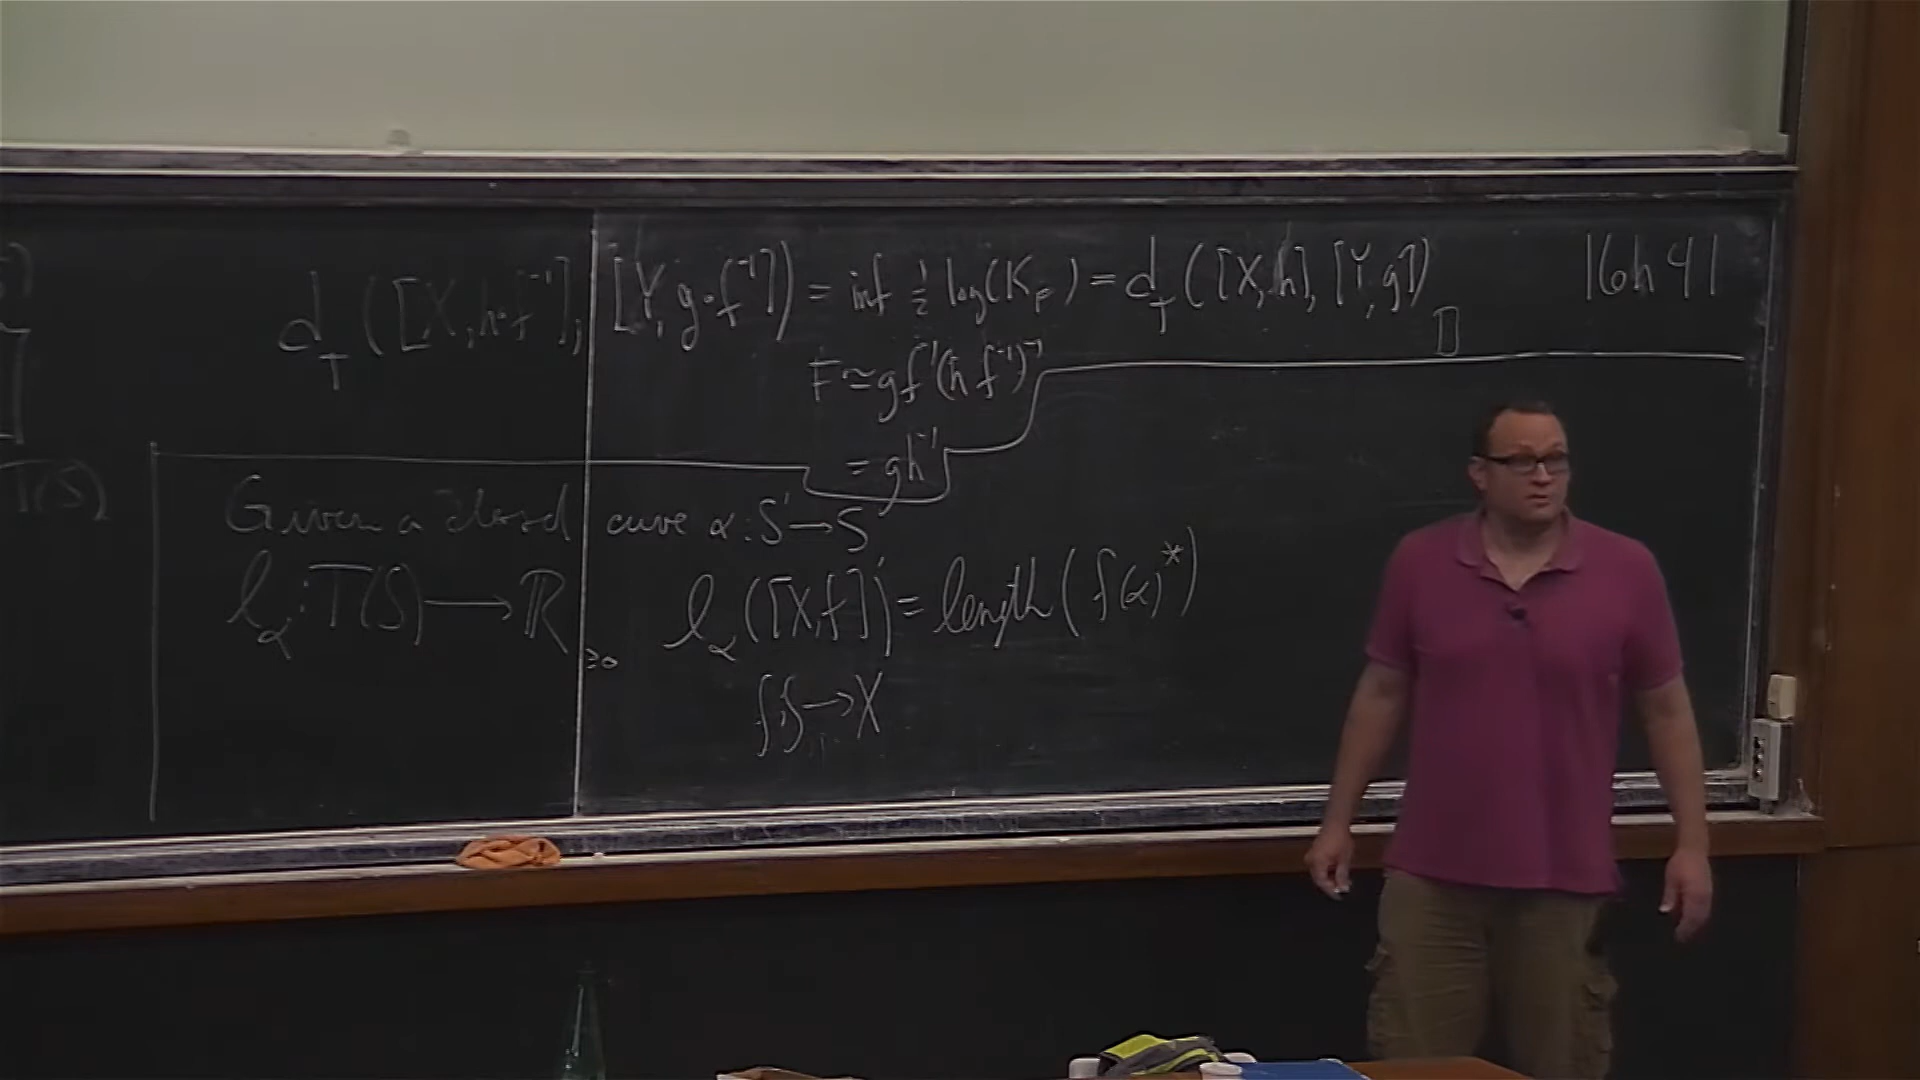 d_T([X, h∘f⁻¹], [Y, g∘f⁻¹]) = inf ½ log(K_F) = d_T([X, h], [Y, g]) □
16h41
F ≃ gf⁻¹(h f⁻¹)⁻¹
= gh⁻¹
T(S)
Given a closed curve α: S¹ → S
ℓ_α: T(S) → ℝ_≥0 ℓ_α([X, f]) = length(f(α)*)
f: S → X